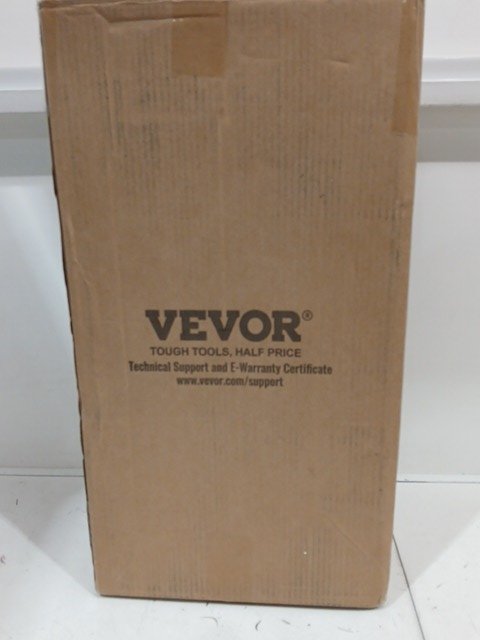 VEVOR®
TOUGH TOOLS, HALF PRICE
Technical Support and E-Warranty Certificate
www.vevor.com/support